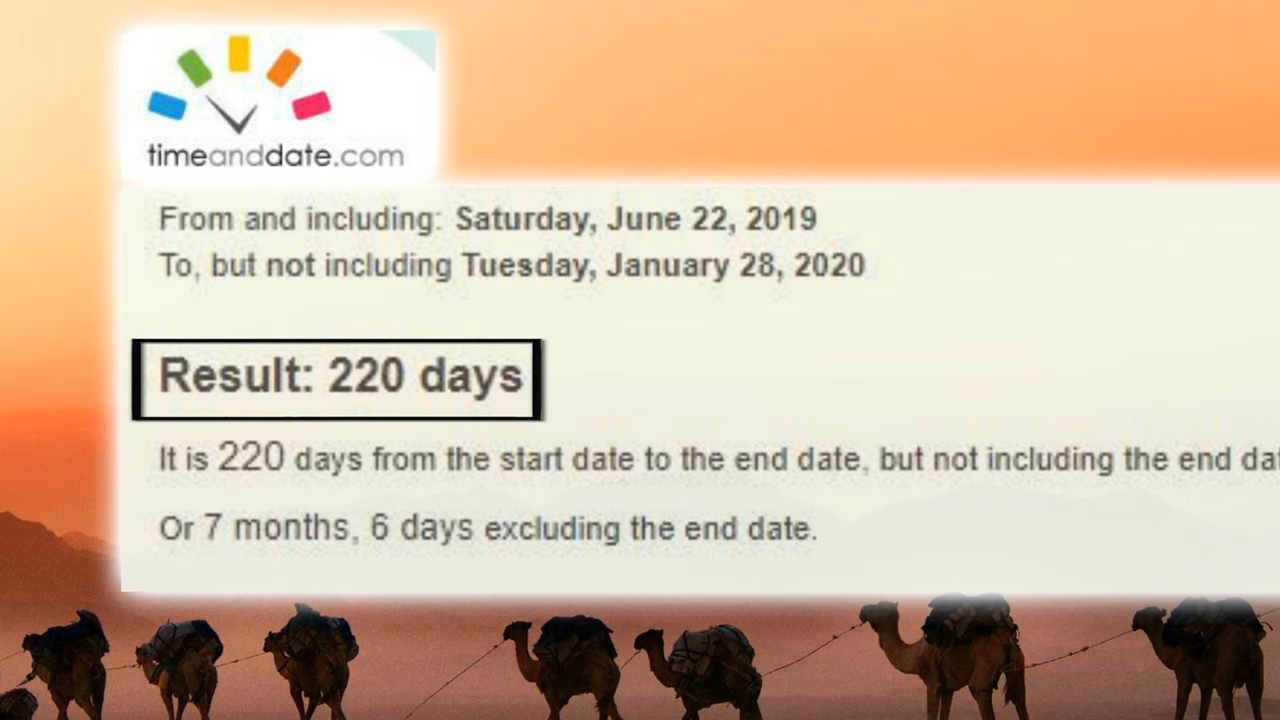 timeanddate.com
From and including: Saturday, June 22, 2019
To, but not including Tuesday, January 28, 2020
Result: 220 days
It is 220 days from the start date to the end date, but not including the end
Or 7 months, 6 days excluding the end date.